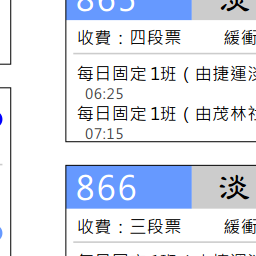 865 淡
收費：四段票 緩衝
每日固定1班（由捷運淡
06:25
每日固定1班（由茂林社
07:15
866 淡
收費：三段票 緩衝